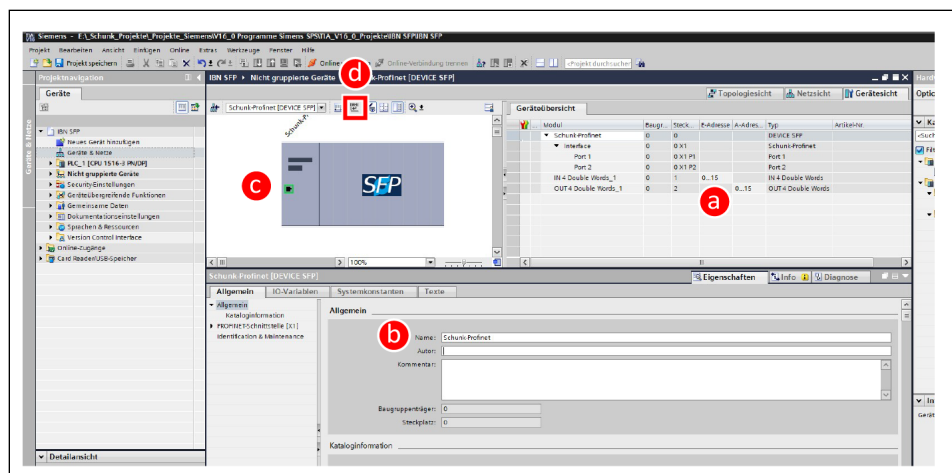 Siemens - E:\_Schunk_Projekte\_Projekte_Siemens\V16_0 Programme Simens SPS\TIA_V16_0_Projekte\IBN SFP\IBN SFP
Projekt Bearbeiten Ansicht Einfügen Online Extras Werkzeuge Fenster Hilfe
Projekt speichern Online-Verbindung trennen <Projekt durchsuchen>
Projektnavigation
IBN SFP Nicht gruppierte Geräte Schunk-Profinet [DEVICE SFP]
Geräte
Topologiesicht Netzsicht Gerätesicht
d
Schunk-Profinet [DEVICE SFP]
Geräteübersicht
Geräte & Netze
IBN SFP
Neues Gerät hinzufügen
Geräte & Netze
PLC_1 [CPU 1516-3 PN/DP]
Nicht gruppierte Geräte
Security-Einstellungen
Geräteübergreifende Funktionen
Gemeinsame Daten
Dokumentationseinstellungen
Sprachen & Ressourcen
Version Control Interface
Online-Zugänge
Card Reader/USB-Speicher
Detailansicht
c
SFP
100%
Modul Baugr... Steck... E-Adresse A-Adres... Typ Artikel-Nr.
Schunk-Profinet 0 0 DEVICE SFP
Interface 0 0 X1 Schunk-Profinet
Port 1 0 0 X1 P1 Port 1
Port 2 0 0 X1 P2 Port 2
IN 4 Double Words_1 0 1 0...15 IN 4 Double Words
OUT 4 Double Words_1 0 2 0...15 OUT 4 Double Words
a
Schunk-Profinet [DEVICE SFP]
Eigenschaften Info Diagnose
Allgemein IO-Variablen Systemkonstanten Texte
Allgemein
Kataloginformation
PROFINET-Schnittstelle [X1]
Identification & Maintenance
Allgemein
b
Name: Schunk-Profinet
Autor:
Kommentar:
Baugruppenträger: 0
Steckplatz: 0
Kataloginformation